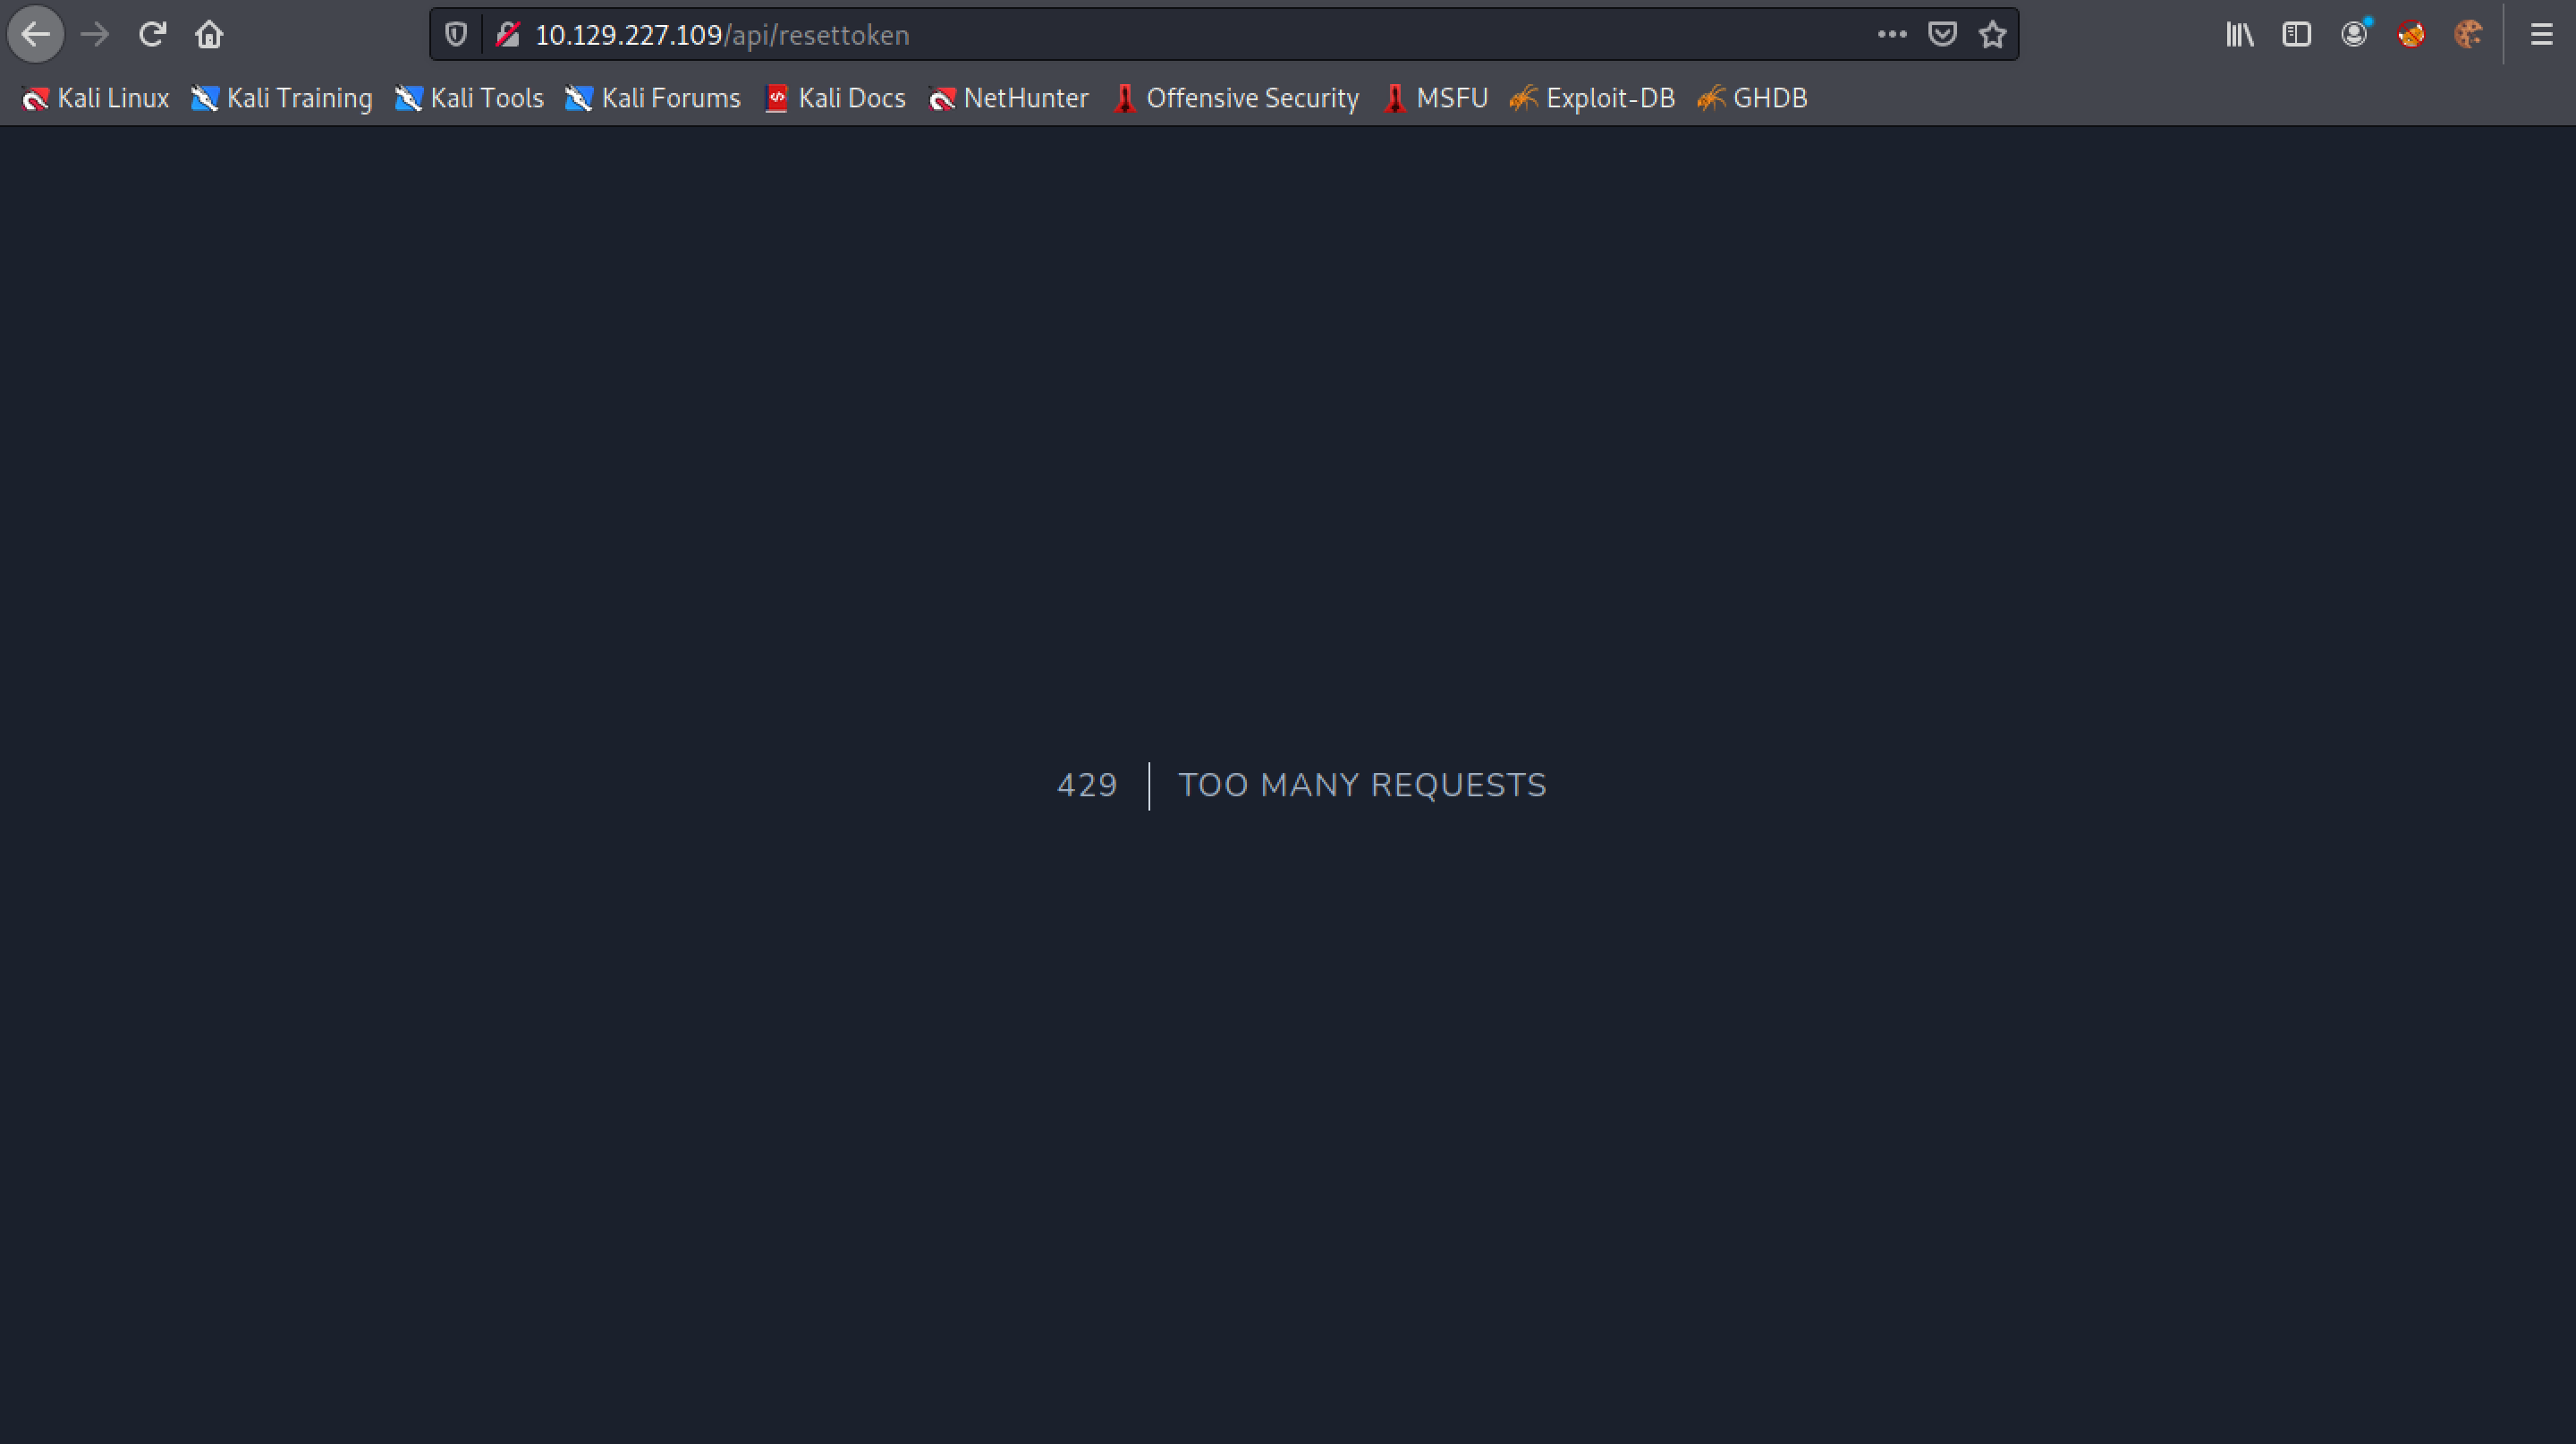 10.129.227.109/api/resettoken
Kali Linux Kali Training Kali Tools Kali Forums Kali Docs NetHunter Offensive Security MSFU Exploit-DB GHDB
429 TOO MANY REQUESTS